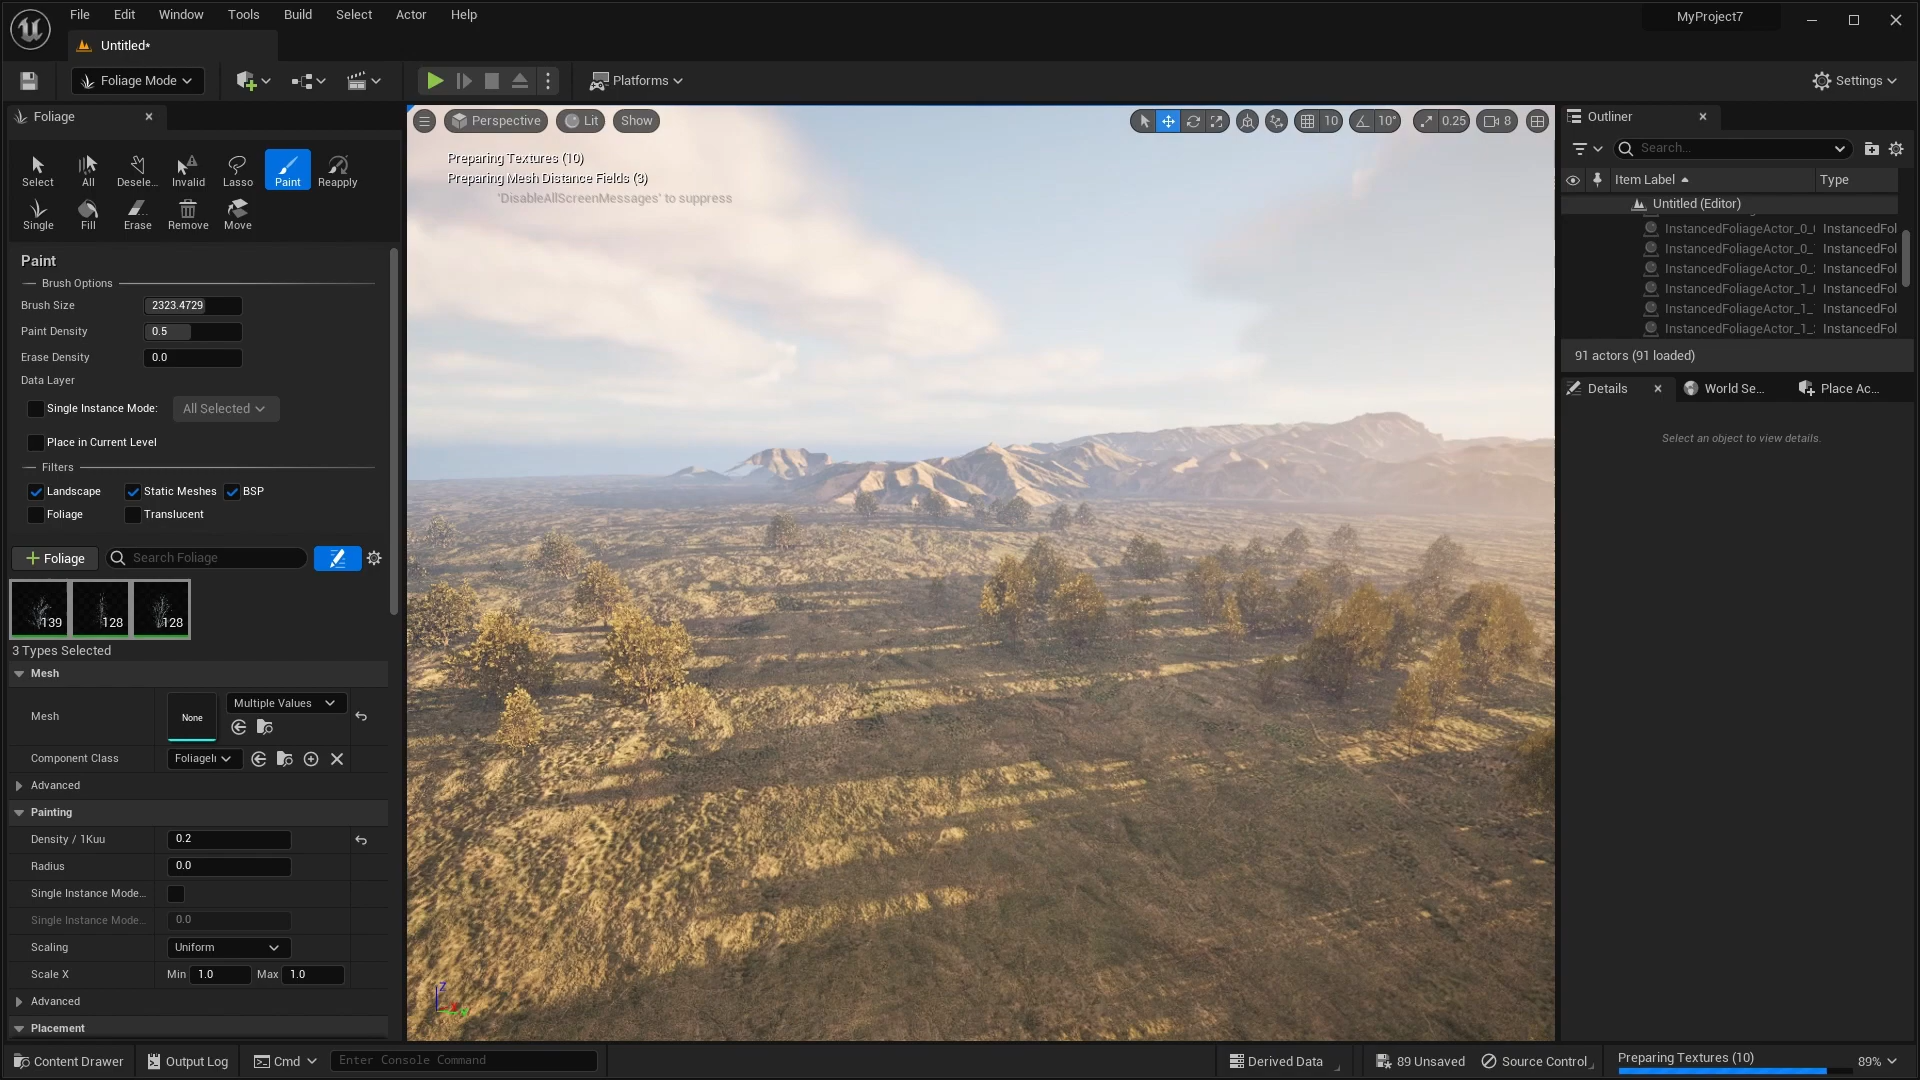 File Edit Window Tools Build Select Actor Help
MyProject7
Untitled*
Foliage Mode
Platforms
Settings
Foliage
Select All Desele... Invalid Lasso Paint Reapply
Single Fill Erase Remove Move
Paint
Brush Options
Brush Size 2323.4729
Paint Density 0.5
Erase Density 0.0
Data Layer
Single Instance Mode: All Selected
Place in Current Level
Filters
Landscape Static Meshes BSP
Foliage Translucent
Foliage Search Foliage
139 128 128
3 Types Selected
Mesh
Mesh None Multiple Values
Component Class FoliageI
Advanced
Painting
Density / 1Kuu 0.2
Radius 0.0
Single Instance Mode...
Single Instance Mode... 0.0
Scaling Uniform
Scale X Min 1.0 Max 1.0
Advanced
Placement
Perspective Lit Show
10 10° 0.25 8
Preparing Textures (10)
Preparing Mesh Distance Fields (3)
'DisableAllScreenMessages' to suppress
Z
Outliner
Search...
Item Label Type
Untitled (Editor)
InstancedFoliageActor_0_ InstancedFol
InstancedFoliageActor_0_ InstancedFol
InstancedFoliageActor_0_ InstancedFol
InstancedFoliageActor_1_ InstancedFol
InstancedFoliageActor_1_ InstancedFol
InstancedFoliageActor_1_ InstancedFol
91 actors (91 loaded)
Details World Se... Place Ac...
Select an object to view details.
Content Drawer Output Log Cmd Enter Console Command
Derived Data 89 Unsaved Source Control
Preparing Textures (10) 89%